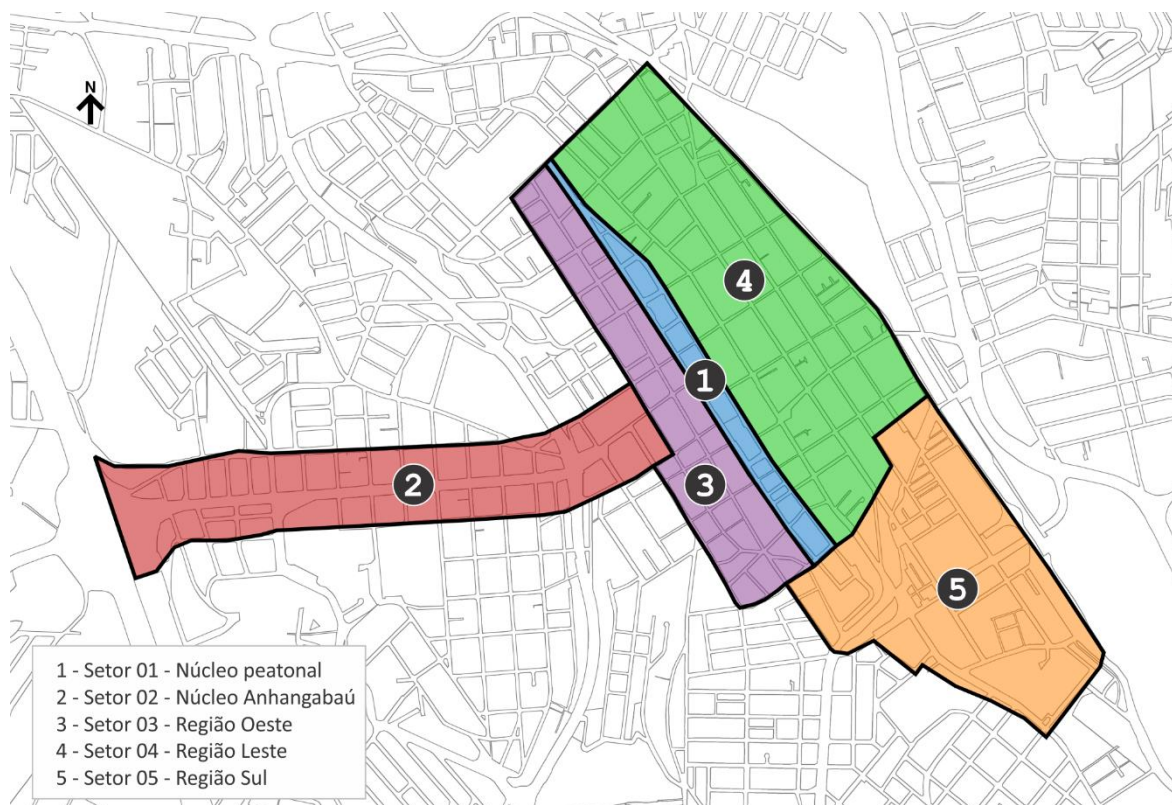 N
4
1
2
3
5
1 - Setor 01 - Núcleo peatonal
2 - Setor 02 - Núcleo Anhangabaú
3 - Setor 03 - Região Oeste
4 - Setor 04 - Região Leste
5 - Setor 05 - Região Sul